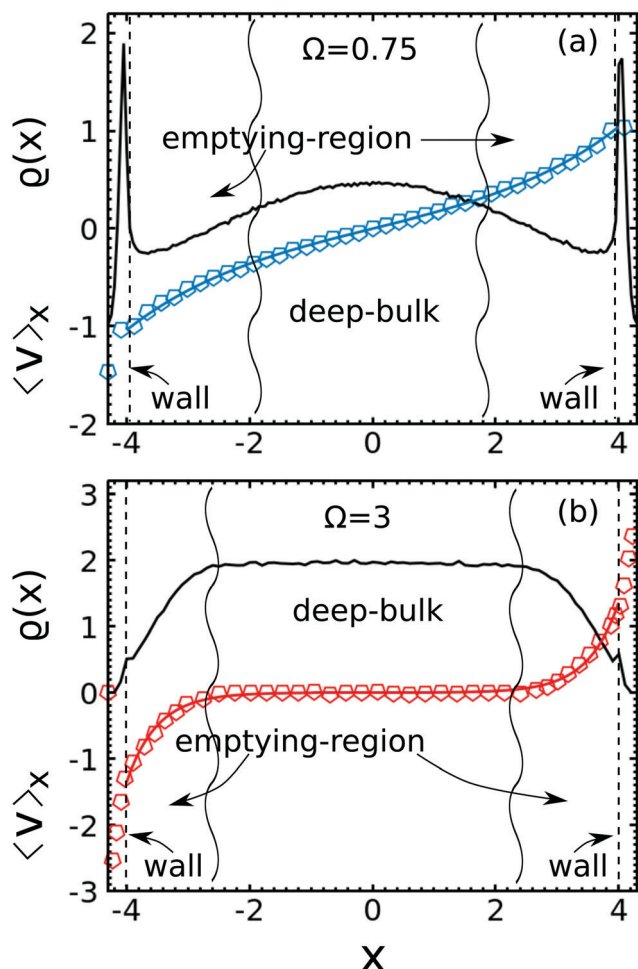 2
1
0
-1
-2
ϱ(x)
⟨v⟩x
Ω=0.75
(a)
emptying-region
deep-bulk
wall
wall
-4
-2
0
2
4
3
2
1
0
-1
-2
-3
ϱ(x)
⟨v⟩x
Ω=3
(b)
deep-bulk
emptying-region
wall
wall
-4
-2
0
2
4
x